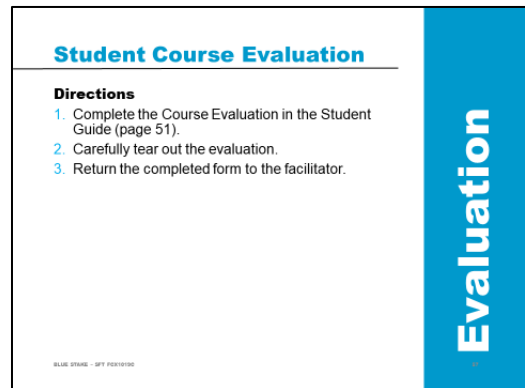 Student Course Evaluation
Directions
1. Complete the Course Evaluation in the Student
Guide (page 51).
2. Carefully tear out the evaluation.
3. Return the completed form to the facilitator.
Evaluation
BLUE STAKE - SFT